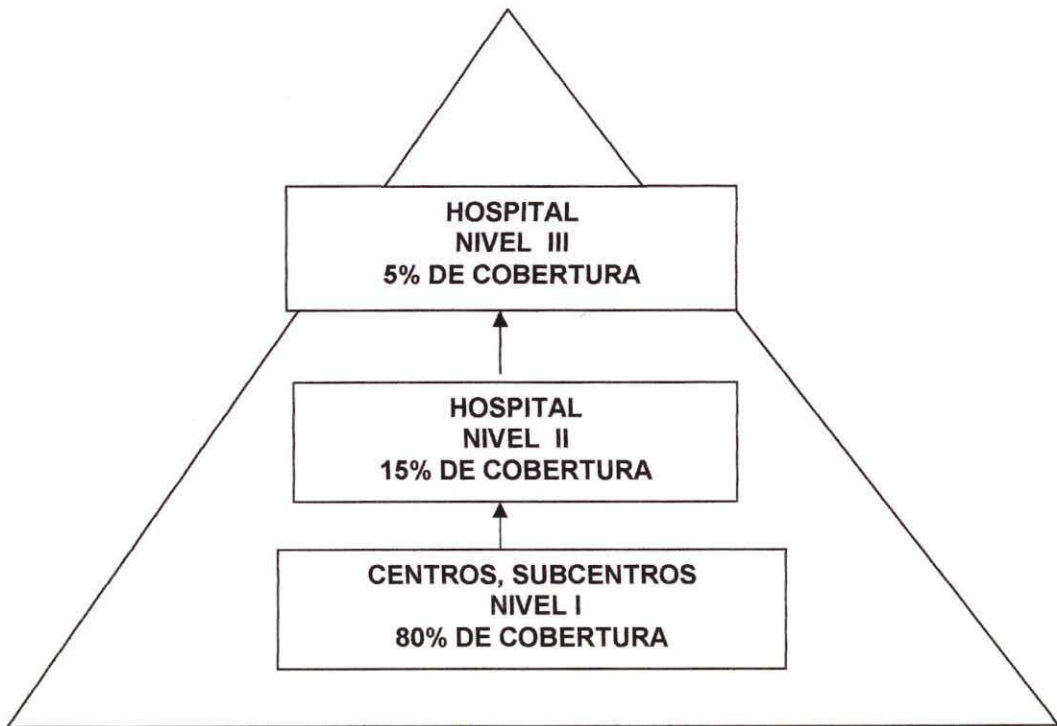 HOSPITAL
NIVEL III
5% DE COBERTURA
HOSPITAL
NIVEL II
15% DE COBERTURA
CENTROS, SUBCENTROS
NIVEL I
80% DE COBERTURA